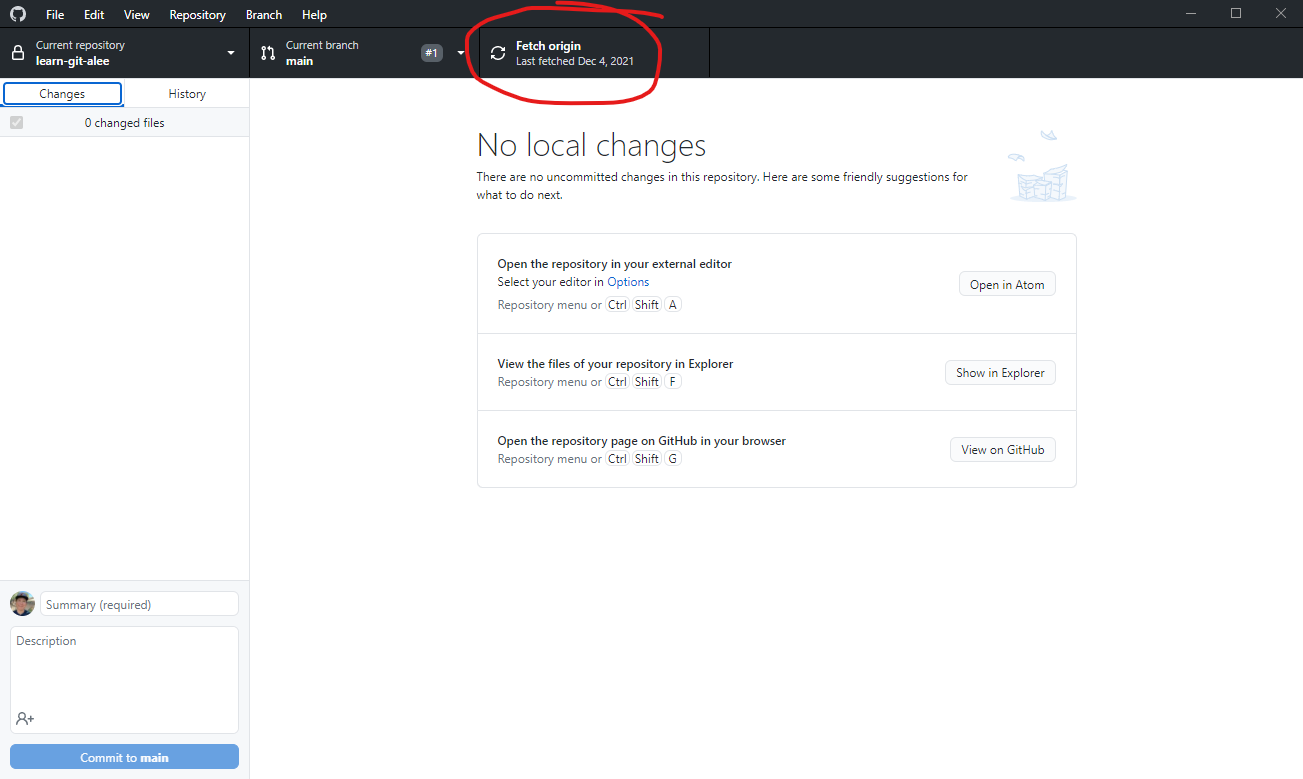 File Edit View Repository Branch Help
Current repository
learn-git-alee
Current branch
main
#1
Fetch origin
Last fetched Dec 4, 2021
Changes History
0 changed files
No local changes
There are no uncommitted changes in this repository. Here are some friendly suggestions for
what to do next.
Open the repository in your external editor
Select your editor in Options
Repository menu or Ctrl Shift A
Open in Atom
View the files of your repository in Explorer
Repository menu or Ctrl Shift F
Show in Explorer
Open the repository page on GitHub in your browser
Repository menu or Ctrl Shift G
View on GitHub
Summary (required)
Description
Commit to main